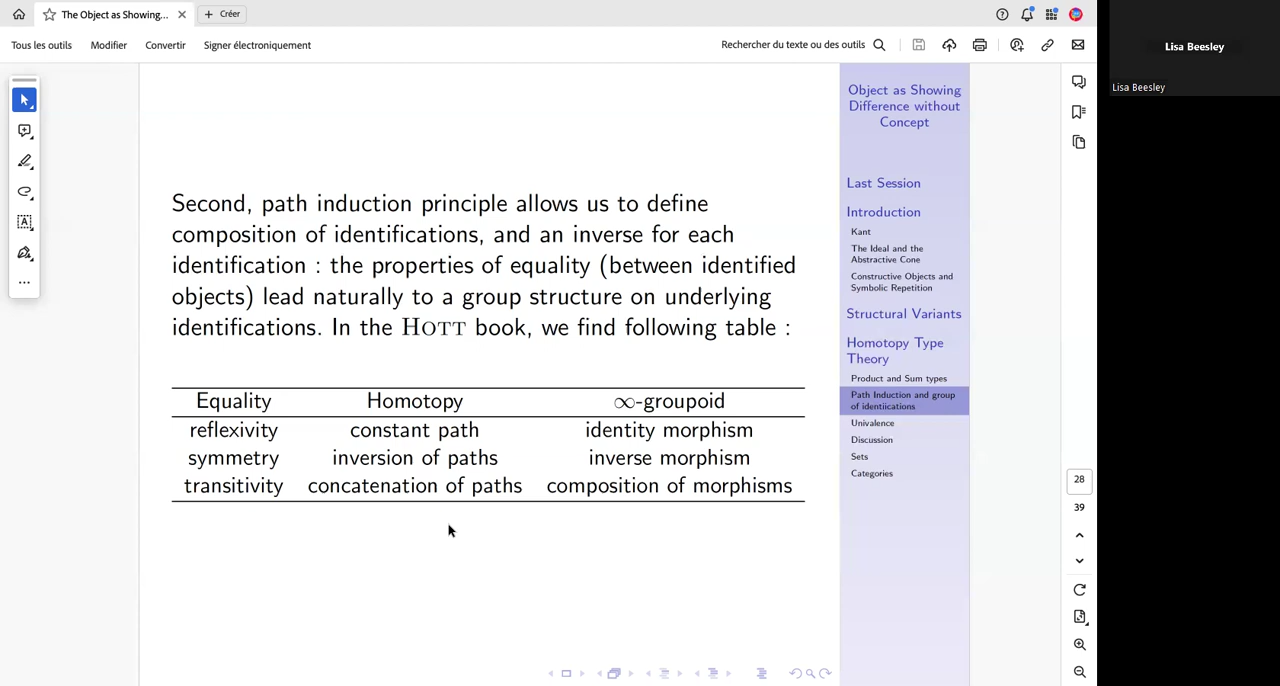 The Object as Showing...
Créer
Tous les outils
Modifier
Convertir
Signer électroniquement
Rechercher du texte ou des outils
Lisa Beesley
Lisa Beesley
Second, path induction principle allows us to define
composition of identifications, and an inverse for each
identification : the properties of equality (between identified
objects) lead naturally to a group structure on underlying
identifications. In the HOTT book, we find following table :
Equality Homotopy ∞-groupoid
reflexivity constant path identity morphism
symmetry inversion of paths inverse morphism
transitivity concatenation of paths composition of morphisms
Object as Showing
Difference without
Concept
Last Session
Introduction
Kant
The Ideal and the
Abstractive Cone
Constructive Objects and
Symbolic Repetition
Structural Variants
Homotopy Type
Theory
Product and Sum types
Path Induction and group
of identiications
Univalence
Discussion
Sets
Categories
28
39